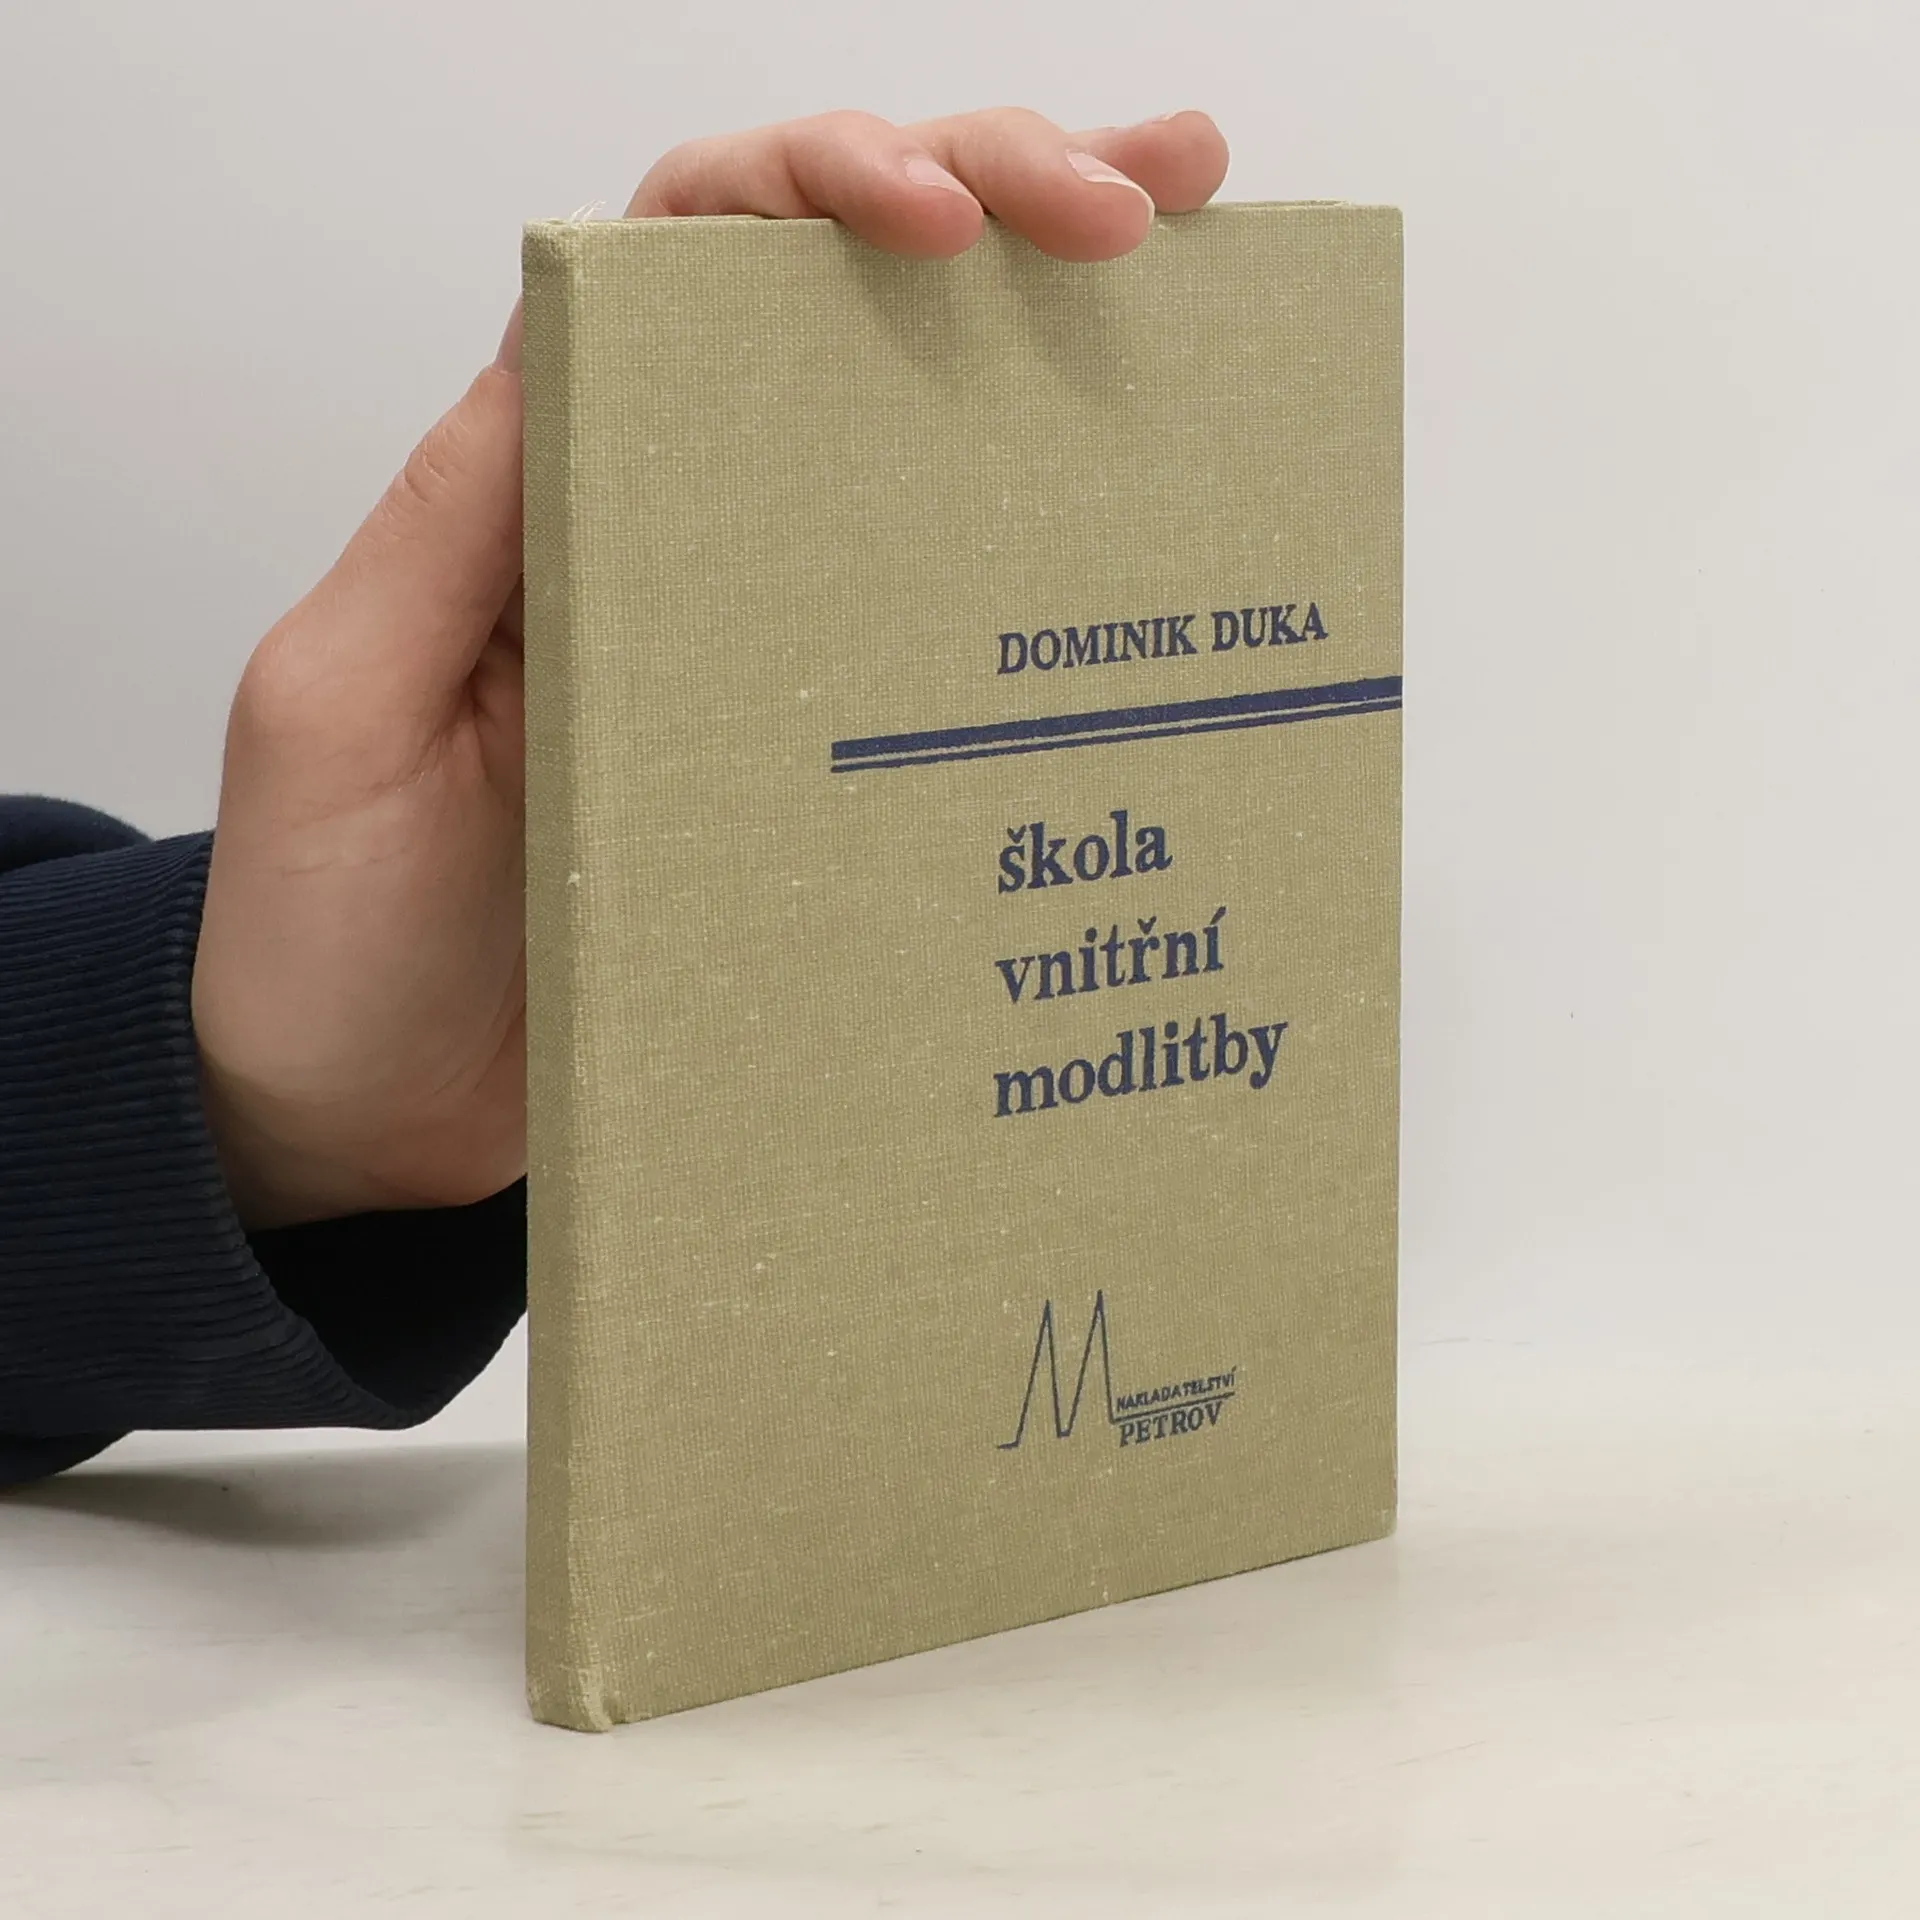 DOMINIK DUKA
škola
vnitřní
modlitby
NAKLADATELSTVÍ
PETROV